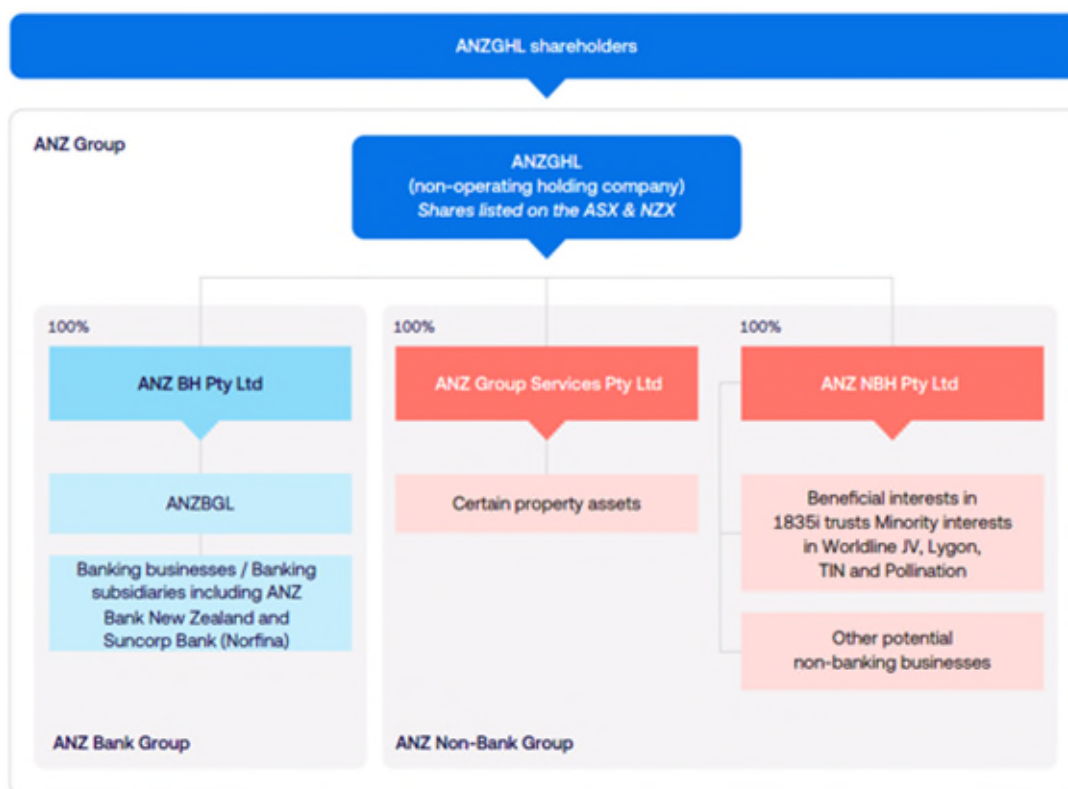 ANZGHL shareholders
ANZ Group
ANZGHL
(non-operating holding company)
Shares listed on the ASX & NZX
100%
ANZ BH Pty Ltd
ANZBGL
Banking businesses / Banking
subsidiaries including ANZ
Bank New Zealand and
Suncorp Bank (Norfina)
ANZ Bank Group
100%
ANZ Group Services Pty Ltd
Certain property assets
100%
ANZ NBH Pty Ltd
Beneficial interests in
1835i trusts Minority interests
in Worldline JV, Lygon,
TIN and Pollination
Other potential
non-banking businesses
ANZ Non-Bank Group